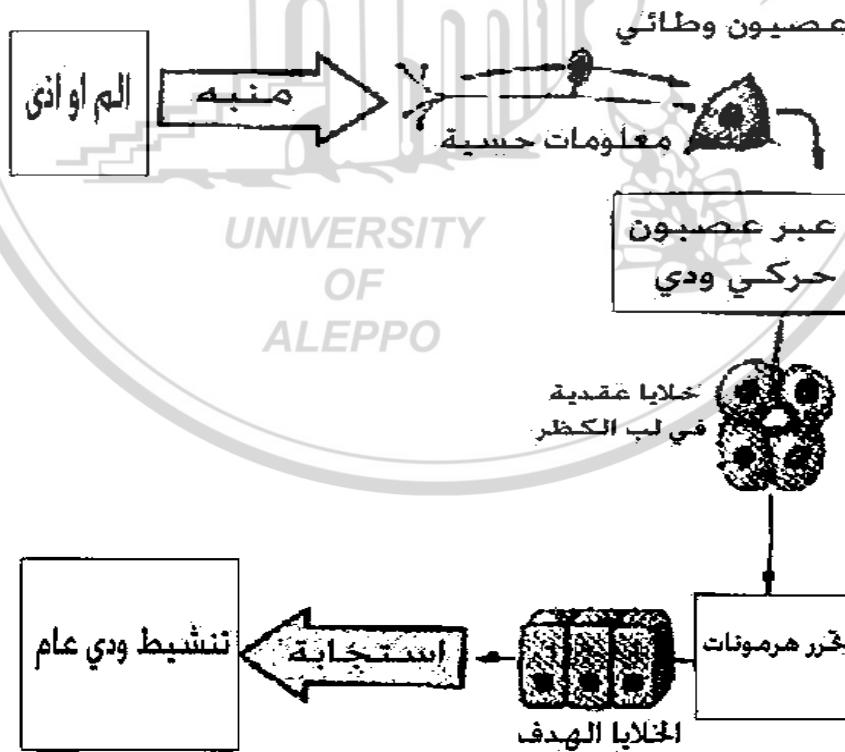 عصيون وطائي
الم او اذى
منبه
معلومات حسية
عبر عصبون
حركي ودي
UNIVERSITY
OF
ALEPPO
خلايا عقدية
في لب الكظر
تحرر هرمونات
الخلايا الهدف
استجابة
تنشيط ودي عام